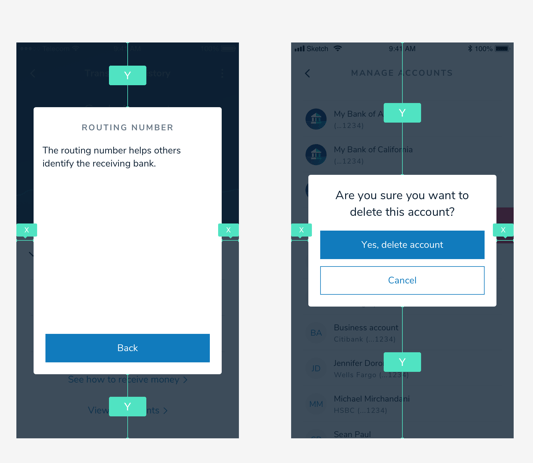 Y
ROUTING NUMBER
The routing number helps others
identify the receiving bank.
X
X
Back
See how to receive money >
Y
Sketch
9:41 AM
100%
MANAGE ACCOUNTS
Y
My Bank of A
(...1234)
My Bank of California
(...1234)
Are you sure you want to
delete this account?
X
X
Yes, delete account
Cancel
BA
Business account
Citibank (...1234)
Y
JD
Jennifer Doro
Wells Fargo (...1234)
MM
Michael Mirchandani
HSBC (...1234)
Sean Paul